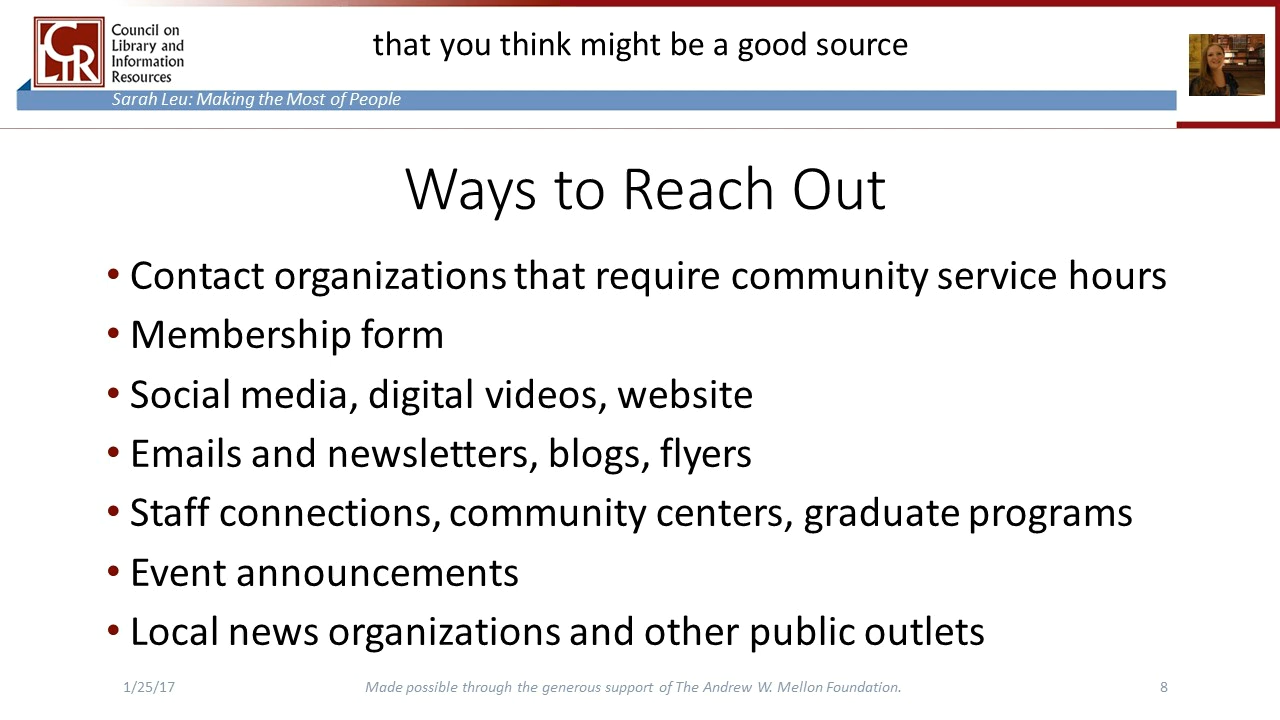 CLIR
Council on
Library and
Information
Resources
that you think might be a good source
Sarah Leu: Making the Most of People
Ways to Reach Out
• Contact organizations that require community service hours
• Membership form
• Social media, digital videos, website
• Emails and newsletters, blogs, flyers
• Staff connections, community centers, graduate programs
• Event announcements
• Local news organizations and other public outlets
1/25/17
Made possible through the generous support of The Andrew W. Mellon Foundation.
8